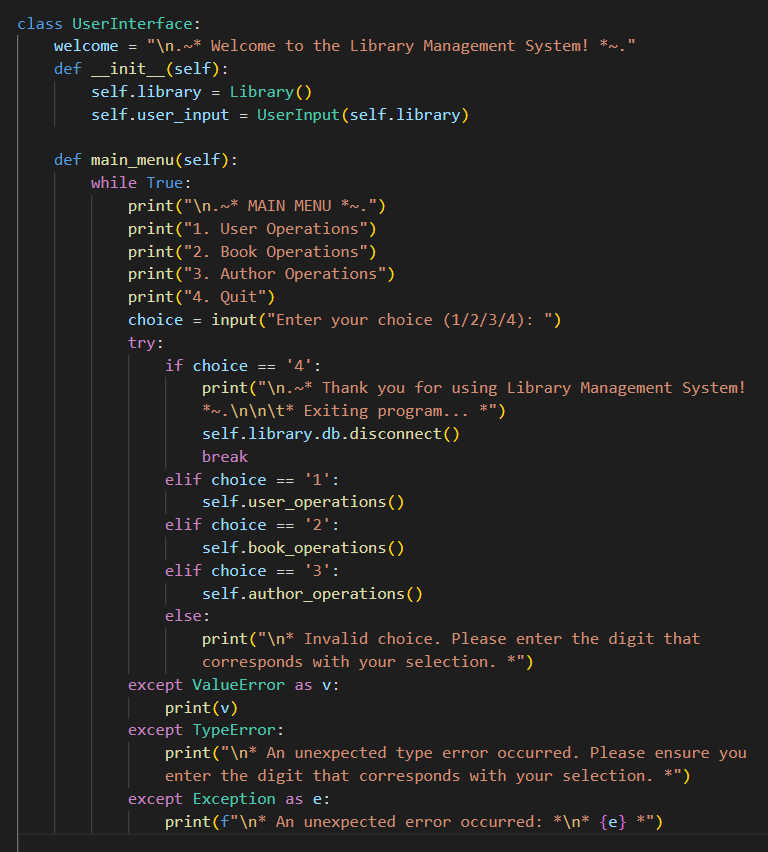 class UserInterface:
    welcome = "\n.~* Welcome to the Library Management System! *~."
    def __init__(self):
        self.library = Library()
        self.user_input = UserInput(self.library)

    def main_menu(self):
        while True:
            print("\n.~* MAIN MENU *~.")
            print("1. User Operations")
            print("2. Book Operations")
            print("3. Author Operations")
            print("4. Quit")
            choice = input("Enter your choice (1/2/3/4): ")
            try:
                if choice == '4':
                    print("\n.~* Thank you for using Library Management System!
                    *~.\n\n\t* Exiting program... *")
                    self.library.db.disconnect()
                    break
                elif choice == '1':
                    self.user_operations()
                elif choice == '2':
                    self.book_operations()
                elif choice == '3':
                    self.author_operations()
                else:
                    print("\n* Invalid choice. Please enter the digit that
                    corresponds with your selection. *")
            except ValueError as v:
                print(v)
            except TypeError:
                print("\n* An unexpected type error occurred. Please ensure you
                enter the digit that corresponds with your selection. *")
            except Exception as e:
                print(f"\n* An unexpected error occurred: *\n* {e} *")